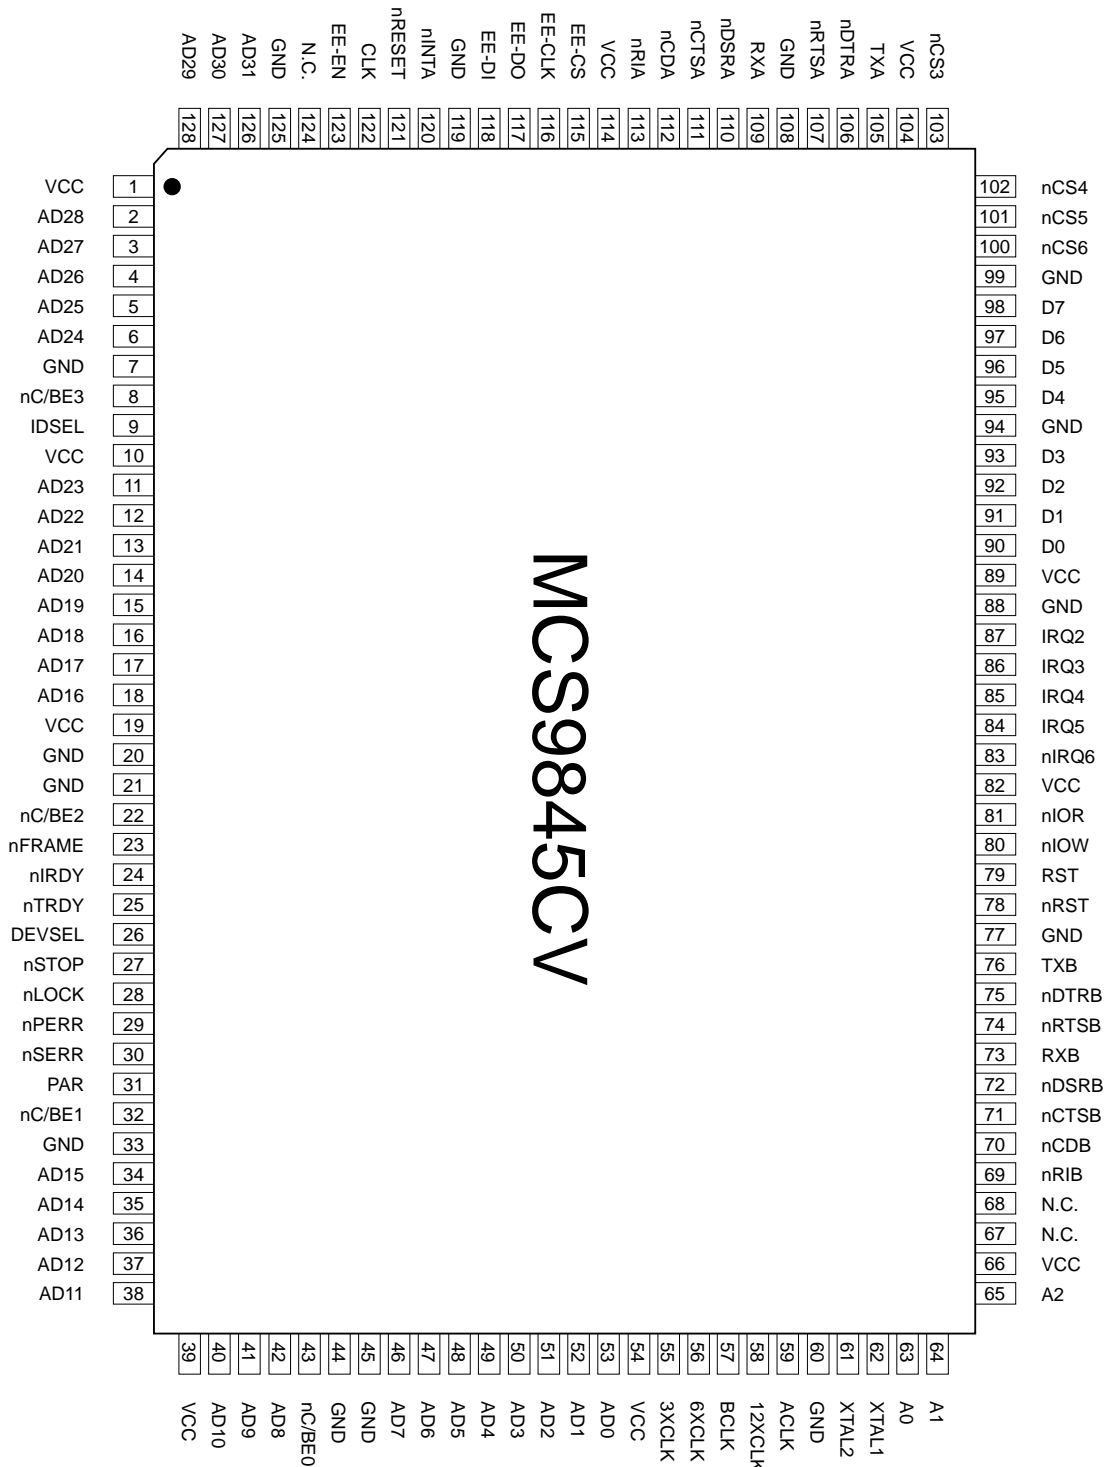 AD29 AD30 AD31 GND N.C. EE-EN CLK nRESET nINTA GND EE-DI EE-DO EE-CLK EE-CS VCC nRIA nCDA nCTSA nDSRA RXA GND nRTSA nDTRA TXA VCC nCS3
128 127 126 125 124 123 122 121 120 119 118 117 116 115 114 113 112 111 110 109 108 107 106 105 104 103
VCC 1 102 nCS4
AD28 2 101 nCS5
AD27 3 100 nCS6
AD26 4 99 GND
AD25 5 98 D7
AD24 6 97 D6
GND 7 96 D5
nC/BE3 8 95 D4
IDSEL 9 94 GND
VCC 10 93 D3
AD23 11 92 D2
AD22 12 91 D1
AD21 13 90 D0
AD20 14 89 VCC
AD19 15 88 GND
AD18 16 87 IRQ2
AD17 17 86 IRQ3
AD16 18 85 IRQ4
VCC 19 84 IRQ5
GND 20 83 nIRQ6
GND 21 82 VCC
nC/BE2 22 81 nIOR
nFRAME 23 80 nIOW
nIRDY 24 79 RST
nTRDY 25 78 nRST
DEVSEL 26 77 GND
nSTOP 27 76 TXB
nLOCK 28 75 nDTRB
nPERR 29 74 nRTSB
nSERR 30 73 RXB
PAR 31 72 nDSRB
nC/BE1 32 71 nCTSB
GND 33 70 nCDB
AD15 34 69 nRIB
AD14 35 68 N.C.
AD13 36 67 N.C.
AD12 37 66 VCC
AD11 38 65 A2
MCS9845CV
39 40 41 42 43 44 45 46 47 48 49 50 51 52 53 54 55 56 57 58 59 60 61 62 63 64
VCC AD10 AD9 AD8 nC/BE0 GND GND AD7 AD6 AD5 AD4 AD3 AD2 AD1 AD0 VCC 3XCLK 6XCLK BCLK 12XCLK ACLK GND XTAL2 XTAL1 A0 A1